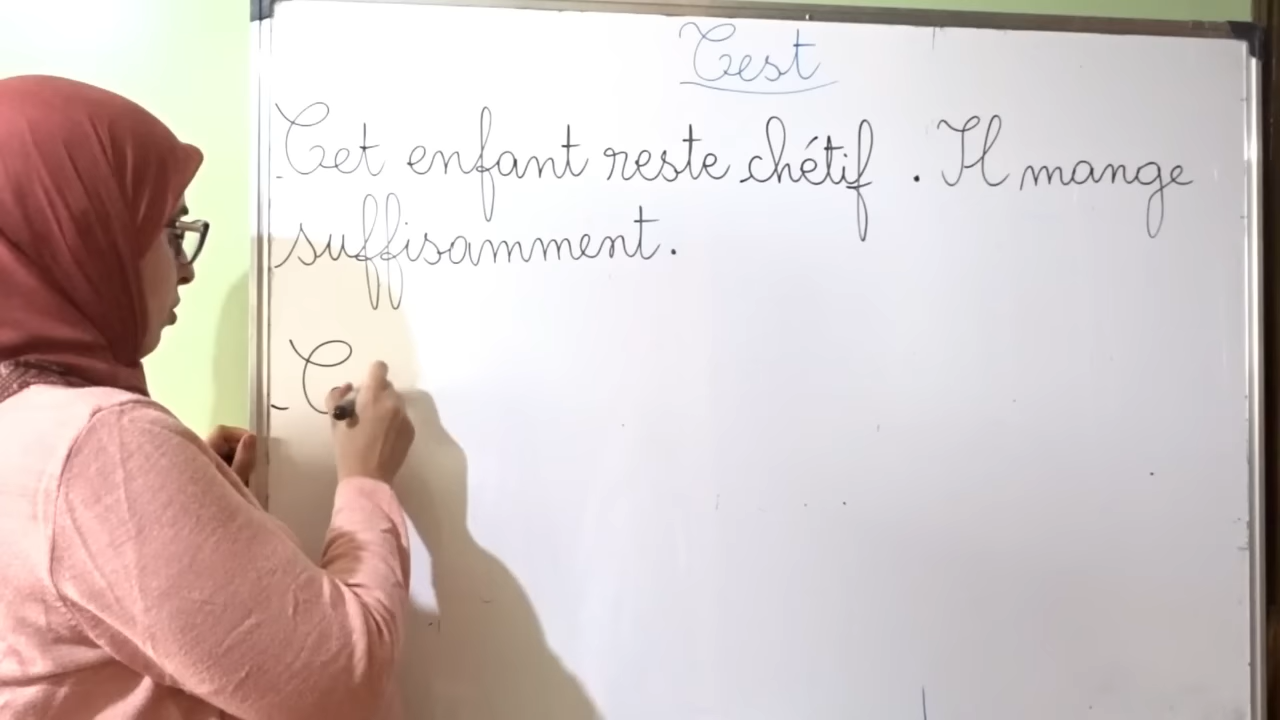 Test
Cet enfant reste chétif . Il mange
suffisamment.
- C